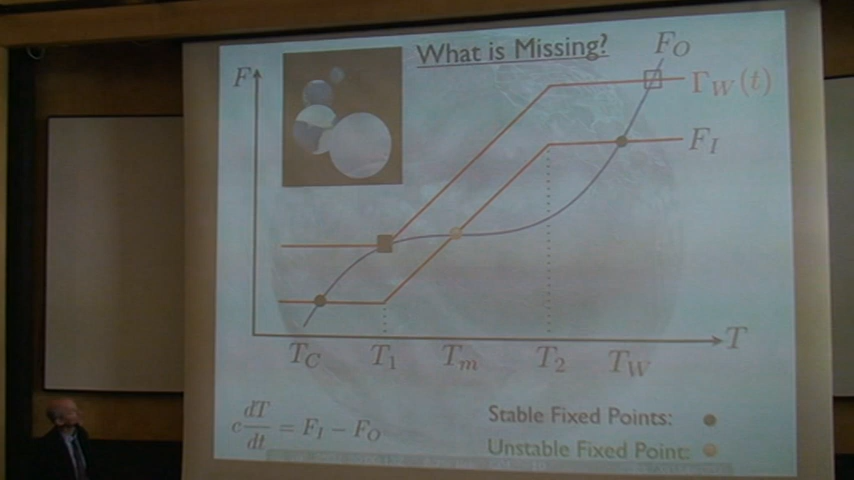 What is Missing?
F
F_O
Γ_W(t)
F_I
T_C T_1 T_m T_2 T_W T
c dT/dt = F_I − F_O
Stable Fixed Points:
Unstable Fixed Point: